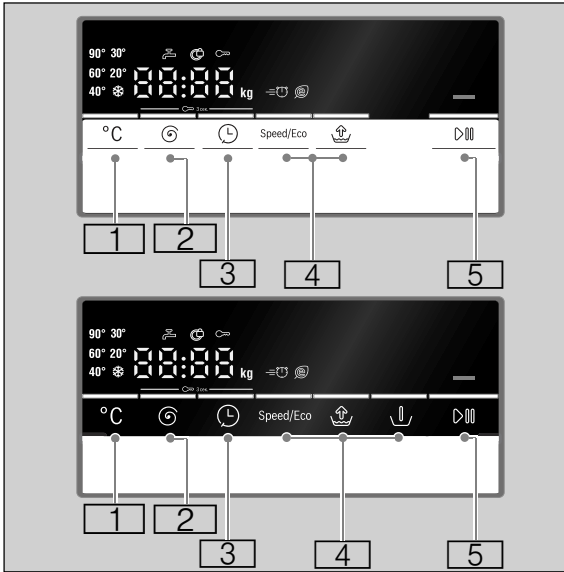 90° 30°
60° 20°
40° 88:88 kg
3 sec.
°C Speed/Eco
1 2
3 4 5
90° 30°
60° 20°
40° 88:88 kg
3 sec.
°C Speed/Eco
1 2
3 4 5